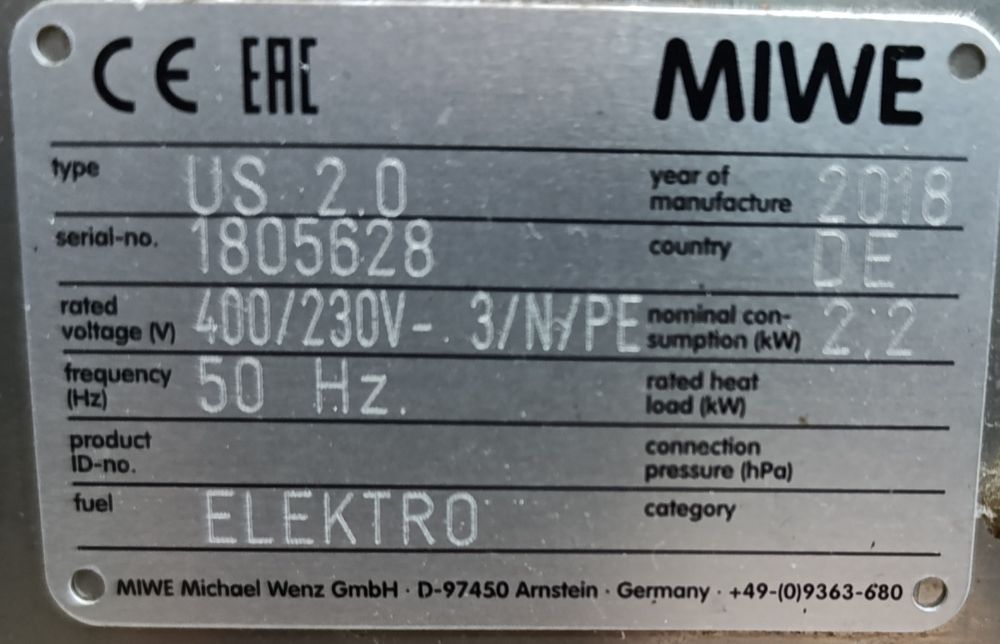 CE EAC MIWE
type US 2.0 year of manufacture 2018
serial-no. 1805628 country DE
rated voltage (V) 400/230V- 3/N/PE nominal con-sumption (kW) 2.2
frequency (Hz) 50 Hz. rated heat load (kW)
product ID-no. connection pressure (hPa)
fuel ELEKTRO category
MIWE Michael Wenz GmbH · D-97450 Arnstein · Germany · +49-(0)9363-680